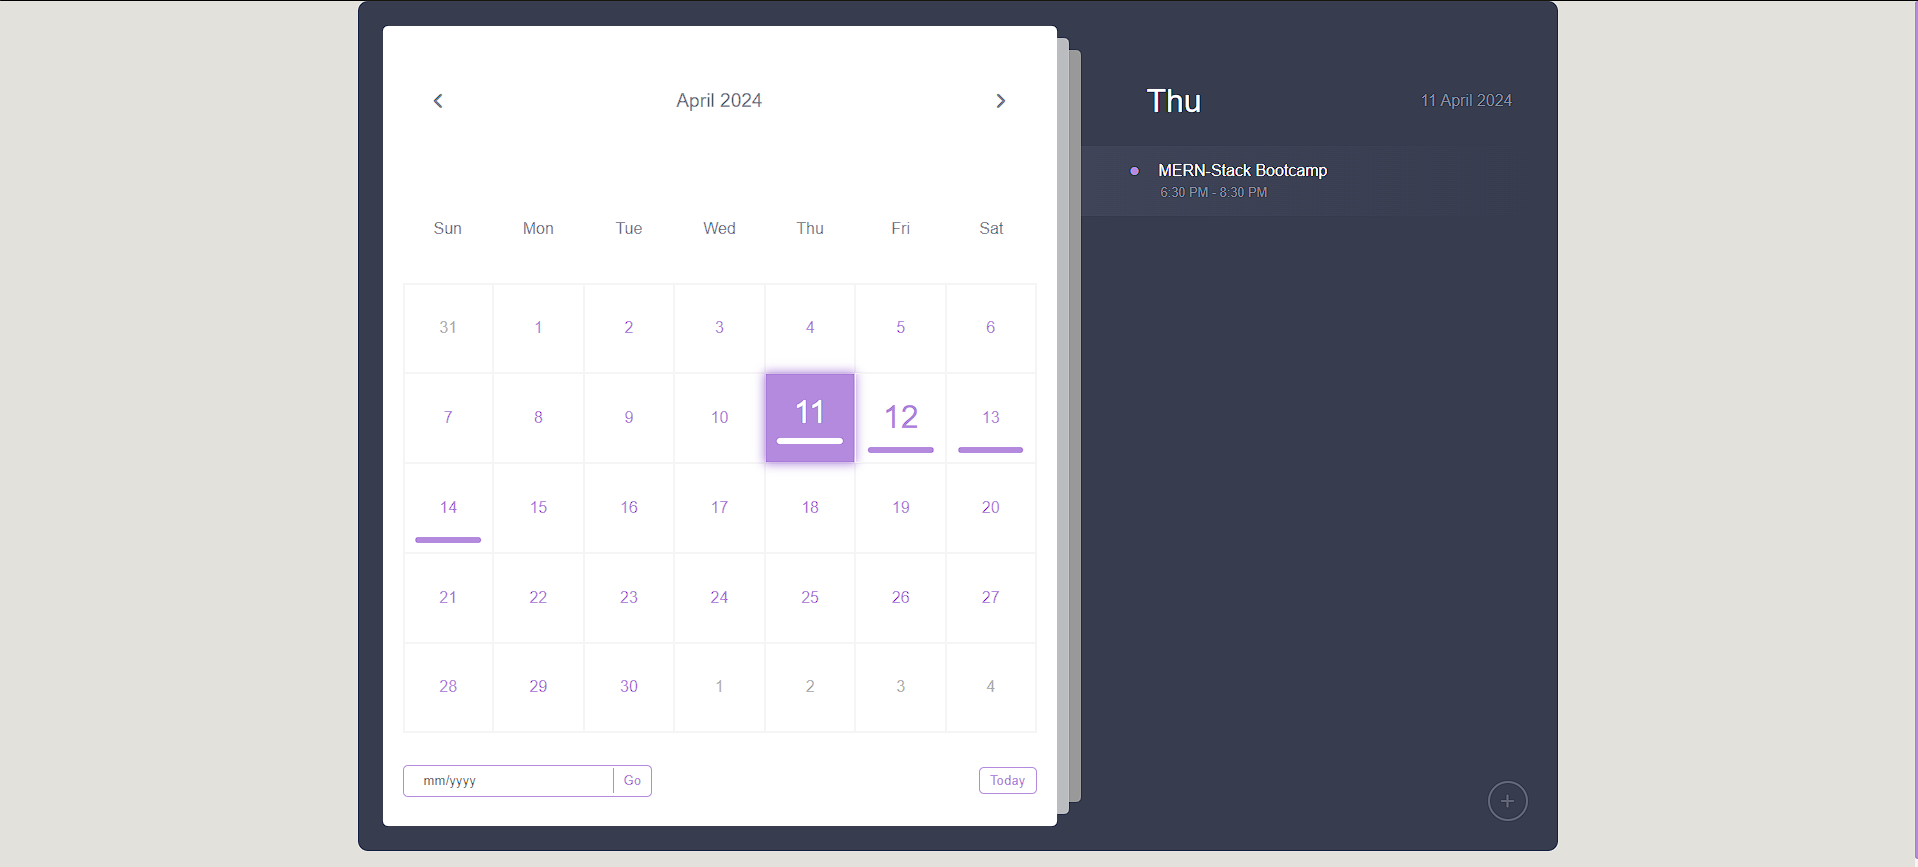 April 2024
Sun Mon Tue Wed Thu Fri Sat
31 1 2 3 4 5 6
7 8 9 10 11 12 13
14 15 16 17 18 19 20
21 22 23 24 25 26 27
28 29 30 1 2 3 4
mm/yyyy Go Today
Thu 11 April 2024
MERN-Stack Bootcamp
6:30 PM - 8:30 PM